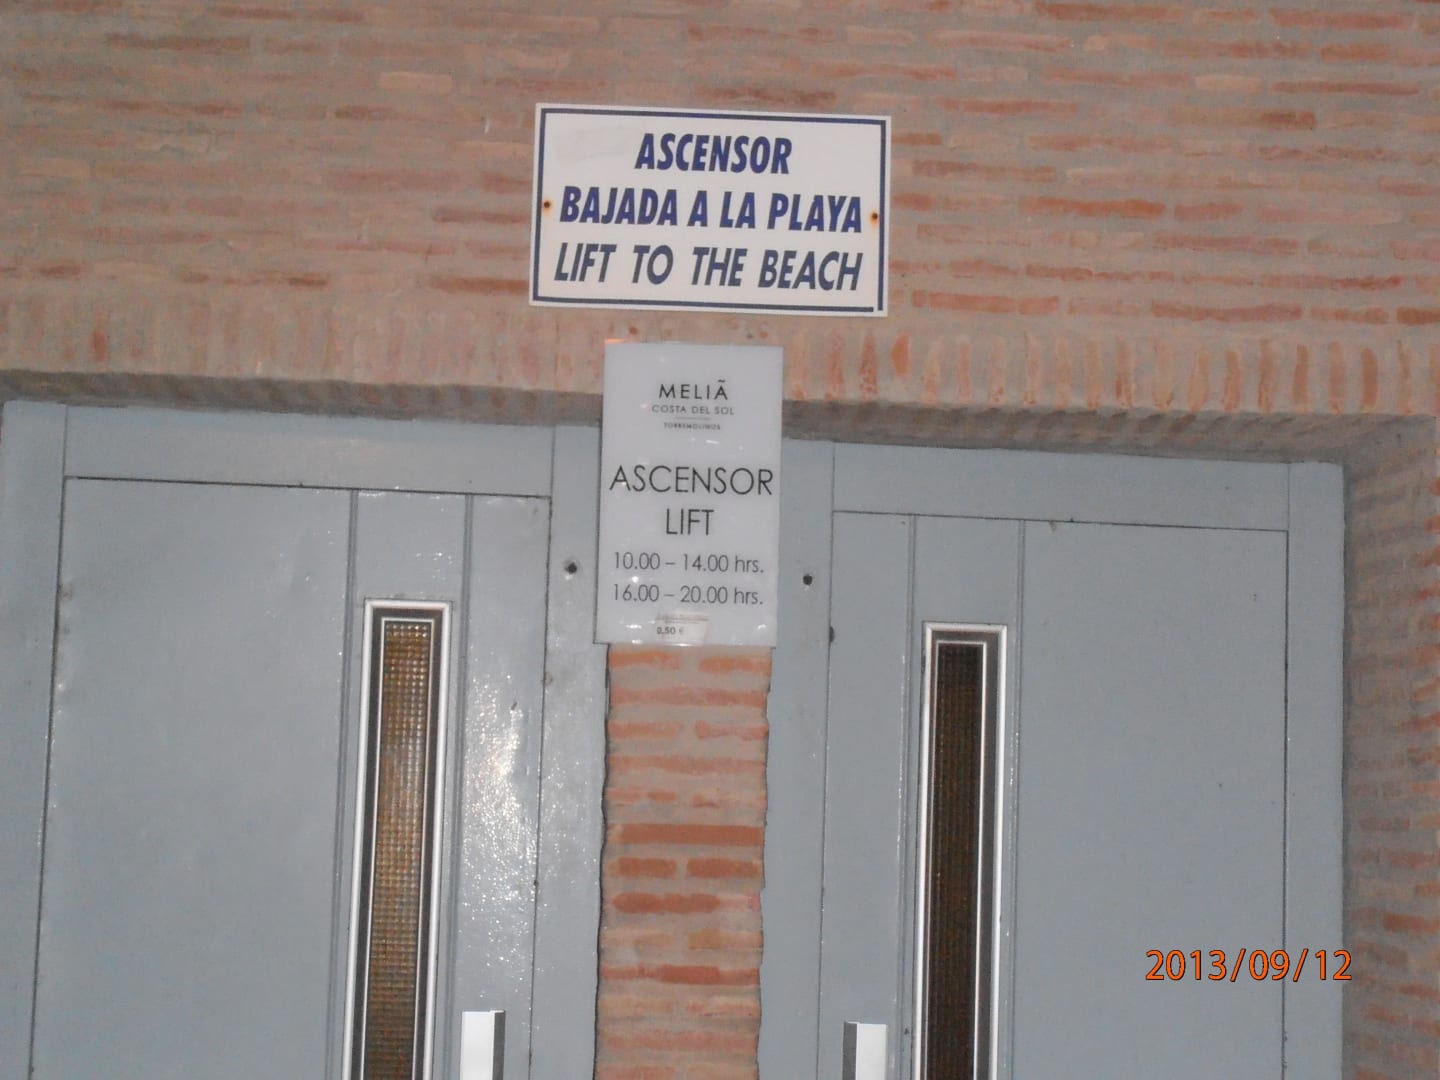 ASCENSOR
BAJADA A LA PLAYA
LIFT TO THE BEACH
MELIÃ
COSTA DEL SOL
TORREMOLINOS
ASCENSOR
LIFT
10.00 – 14.00 hrs.
16.00 – 20.00 hrs.
0,50 €
2013/09/12